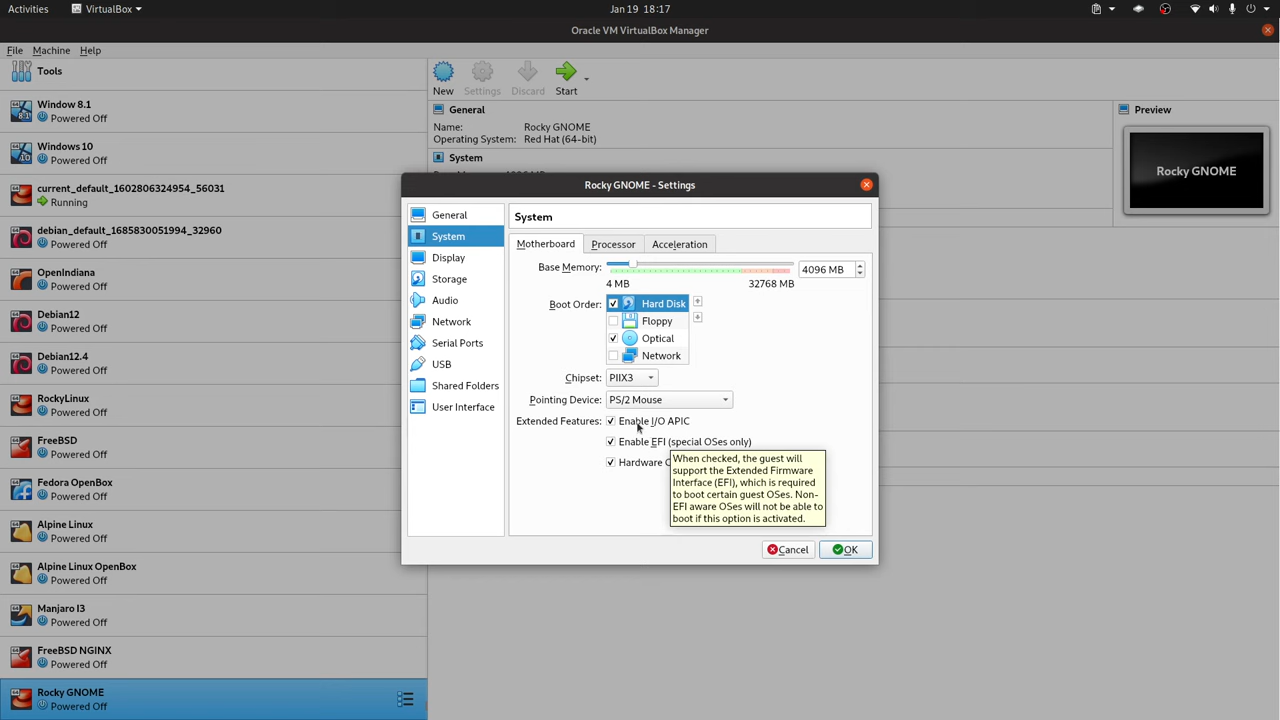 Activities
VirtualBox
Jan 19 18:17
Oracle VM VirtualBox Manager
File Machine Help
Tools
New Settings Discard Start
Window 8.1
Powered Off
Windows 10
Powered Off
current_default_1602806324954_56031
Running
debian_default_1685830051994_32960
Powered Off
OpenIndiana
Powered Off
Debian12
Powered Off
Debian12.4
Powered Off
RockyLinux
Powered Off
FreeBSD
Powered Off
Fedora OpenBox
Powered Off
Alpine Linux
Powered Off
Alpine Linux OpenBox
Powered Off
Manjaro I3
Powered Off
FreeBSD NGINX
Powered Off
Rocky GNOME
Powered Off
General
Name: Rocky GNOME
Operating System: Red Hat (64-bit)
System
Preview
Rocky GNOME
Rocky GNOME - Settings
General
System
Display
Storage
Audio
Network
Serial Ports
USB
Shared Folders
User Interface
System
Motherboard Processor Acceleration
Base Memory: 4096 MB
4 MB 32768 MB
Boot Order: Hard Disk
Floppy
Optical
Network
Chipset: PIIX3
Pointing Device: PS/2 Mouse
Extended Features: Enable I/O APIC
Enable EFI (special OSes only)
Hardware
When checked, the guest will
support the Extended Firmware
Interface (EFI), which is required
to boot certain guest OSes. Non-
EFI aware OSes will not be able to
boot if this option is activated.
Cancel OK